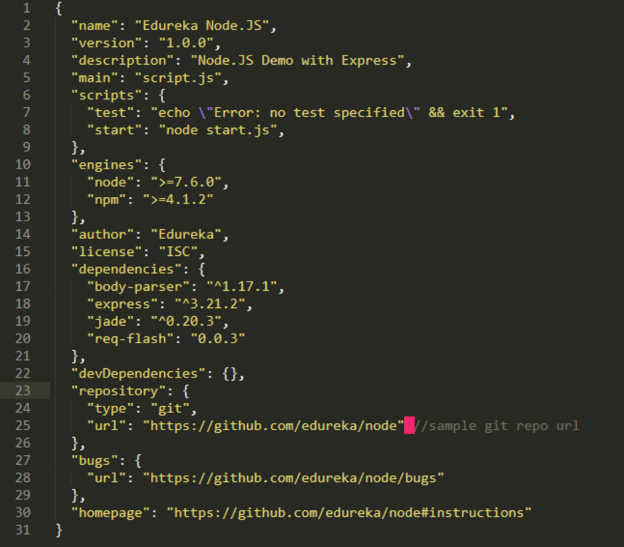 1 {
2   "name": "Edureka Node.JS",
3   "version": "1.0.0",
4   "description": "Node.JS Demo with Express",
5   "main": "script.js",
6   "scripts": {
7     "test": "echo \"Error: no test specified\" && exit 1",
8     "start": "node start.js",
9   },
10   "engines": {
11     "node": ">=7.6.0",
12     "npm": ">=4.1.2"
13   },
14   "author": "Edureka",
15   "license": "ISC",
16   "dependencies": {
17     "body-parser": "^1.17.1",
18     "express": "^3.21.2",
19     "jade": "^0.20.3",
20     "req-flash": "0.0.3"
21   },
22   "devDependencies": {},
23   "repository": {
24     "type": "git",
25     "url": "https://github.com/edureka/node" //sample git repo url
26   },
27   "bugs": {
28     "url": "https://github.com/edureka/node/bugs"
29   },
30   "homepage": "https://github.com/edureka/node#instructions"
31 }